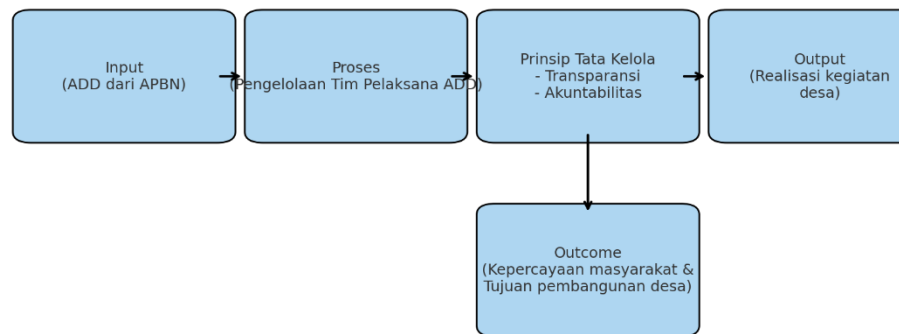 Input
(ADD dari APBN)
Proses
(Pengelolaan Tim Pelaksana ADD)
Prinsip Tata Kelola
- Transparansi
- Akuntabilitas
Output
(Realisasi kegiatan
desa)
Outcome
(Kepercayaan masyarakat &
Tujuan pembangunan desa)